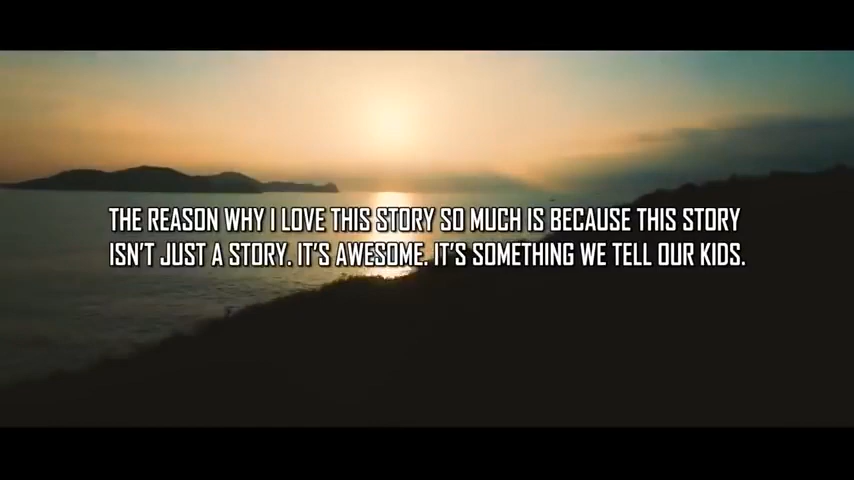 THE REASON WHY I LOVE THIS STORY SO MUCH IS BECAUSE THIS STORY
ISN'T JUST A STORY. IT'S AWESOME. IT'S SOMETHING WE TELL OUR KIDS.